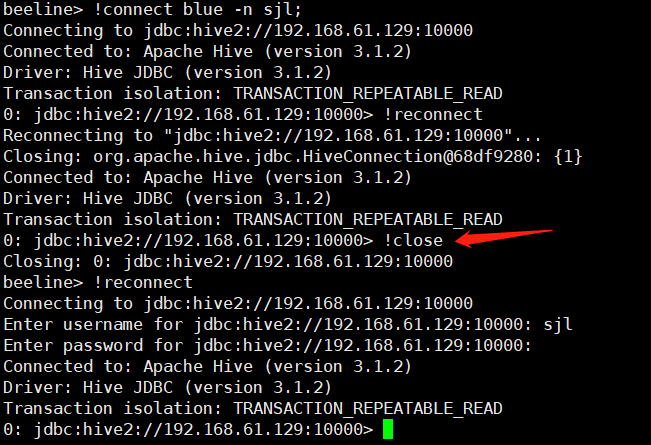 beeline> !connect blue -n sjl;
Connecting to jdbc:hive2://192.168.61.129:10000
Connected to: Apache Hive (version 3.1.2)
Driver: Hive JDBC (version 3.1.2)
Transaction isolation: TRANSACTION_REPEATABLE_READ
0: jdbc:hive2://192.168.61.129:10000> !reconnect
Reconnecting to "jdbc:hive2://192.168.61.129:10000"...
Closing: org.apache.hive.jdbc.HiveConnection@68df9280: {1}
Connected to: Apache Hive (version 3.1.2)
Driver: Hive JDBC (version 3.1.2)
Transaction isolation: TRANSACTION_REPEATABLE_READ
0: jdbc:hive2://192.168.61.129:10000> !close
Closing: 0: jdbc:hive2://192.168.61.129:10000
beeline> !reconnect
Connecting to jdbc:hive2://192.168.61.129:10000
Enter username for jdbc:hive2://192.168.61.129:10000: sjl
Enter password for jdbc:hive2://192.168.61.129:10000:
Connected to: Apache Hive (version 3.1.2)
Driver: Hive JDBC (version 3.1.2)
Transaction isolation: TRANSACTION_REPEATABLE_READ
0: jdbc:hive2://192.168.61.129:10000>